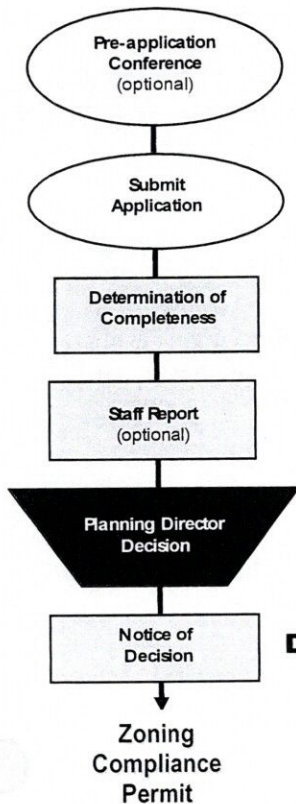 Pre-application
Conference
(optional)
Submit
Application
Determination of
Completeness
Staff Report
(optional)
Planning Director
Decision
Notice of
Decision
Zoning
Compliance
Permit